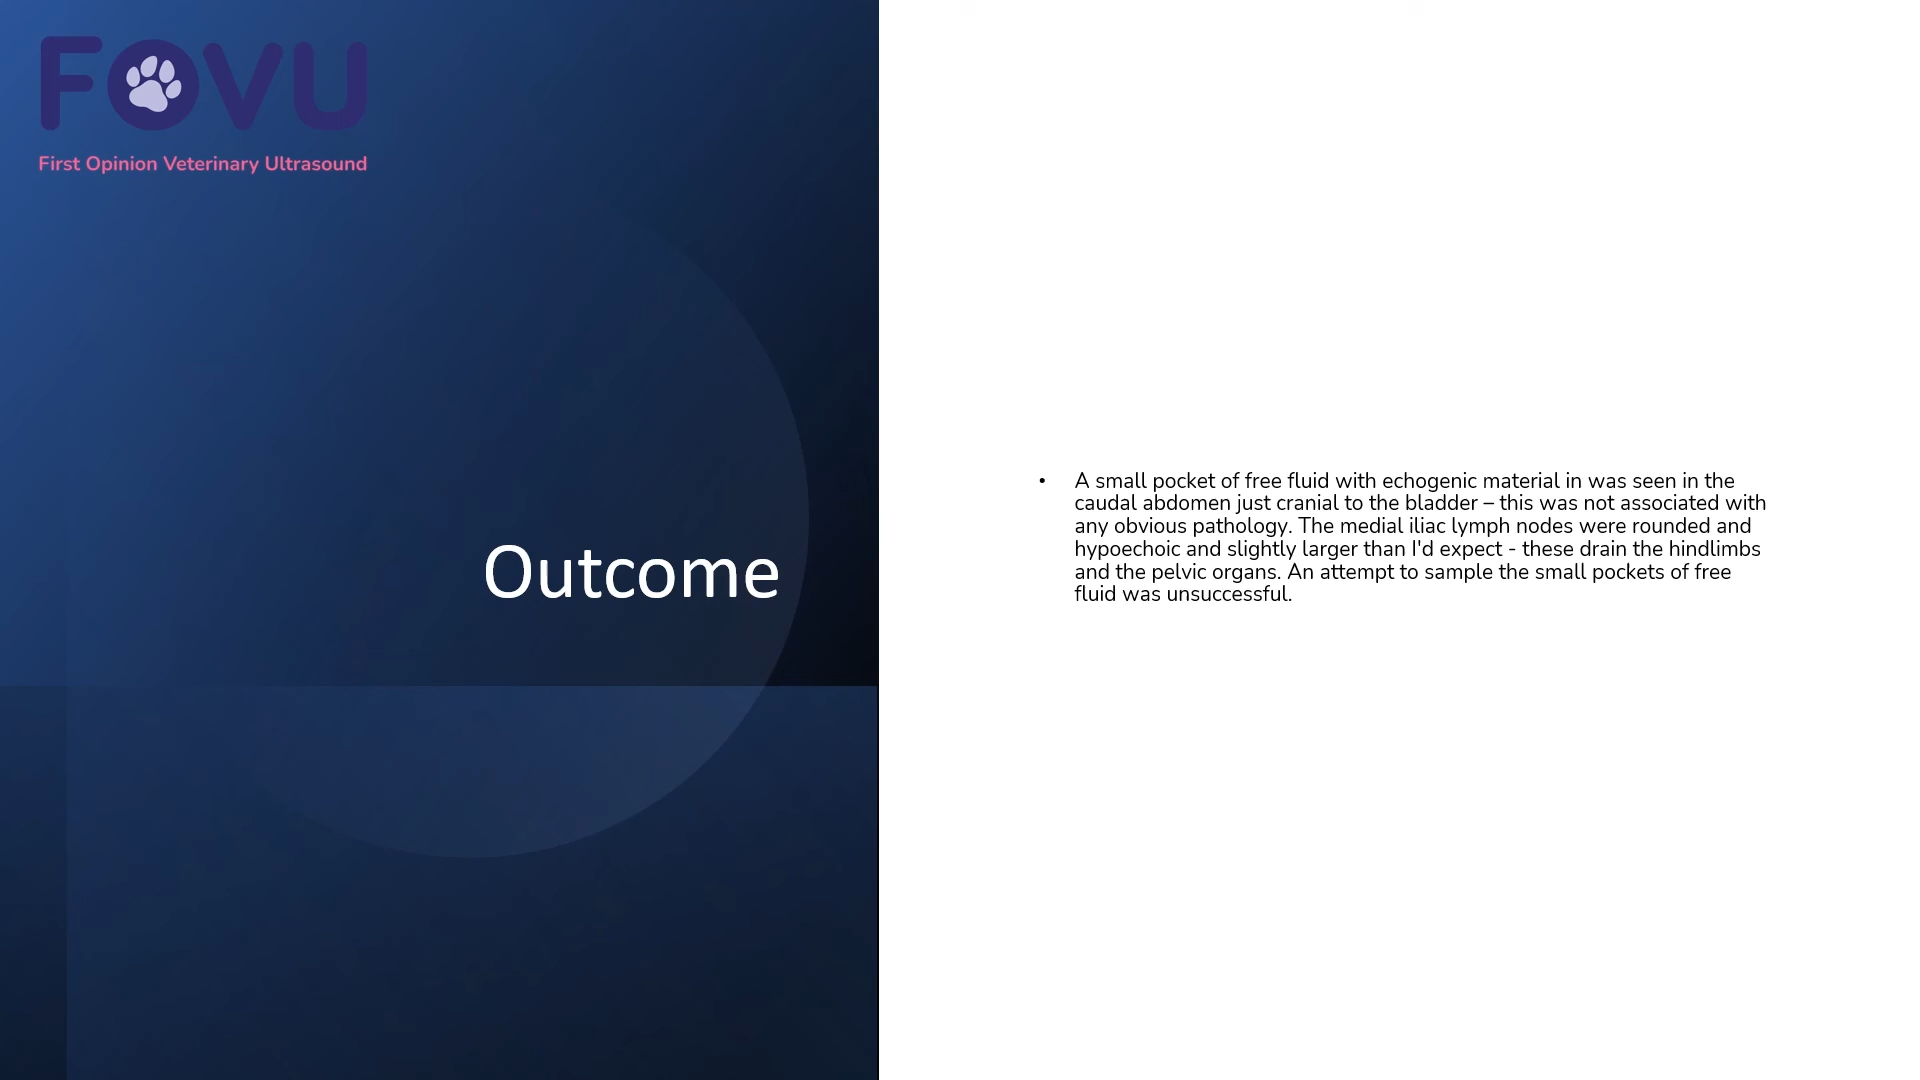 FOVU
First Opinion Veterinary Ultrasound
Outcome
• A small pocket of free fluid with echogenic material in was seen in the
caudal abdomen just cranial to the bladder – this was not associated with
any obvious pathology. The medial iliac lymph nodes were rounded and
hypoechoic and slightly larger than I'd expect - these drain the hindlimbs
and the pelvic organs. An attempt to sample the small pockets of free
fluid was unsuccessful.